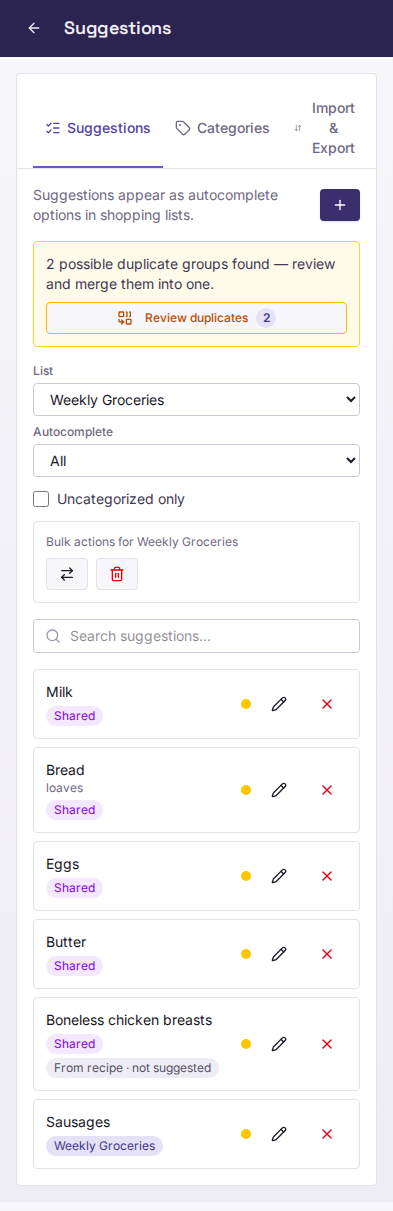 Suggestions
Suggestions
Categories
Import
&
Export
Suggestions appear as autocomplete
options in shopping lists.
2 possible duplicate groups found — review
and merge them into one.
Review duplicates 2
List
Weekly Groceries
Autocomplete
All
Uncategorized only
Bulk actions for Weekly Groceries
Search suggestions...
Milk
Shared
Bread
loaves
Shared
Eggs
Shared
Butter
Shared
Boneless chicken breasts
Shared
From recipe · not suggested
Sausages
Weekly Groceries